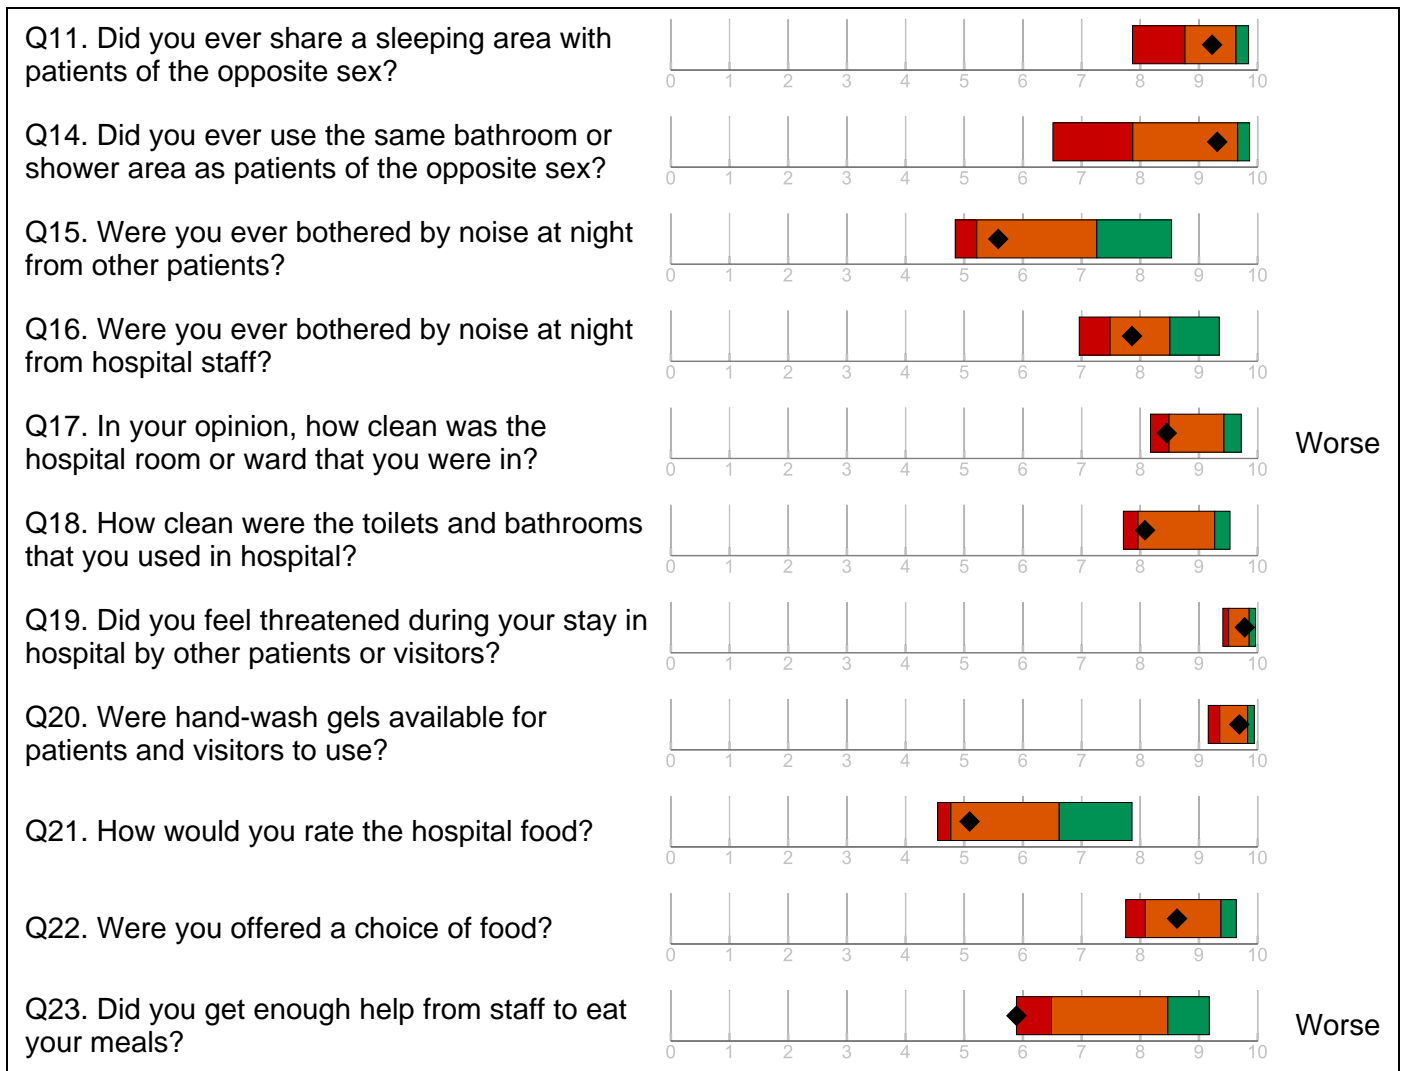 Q11. Did you ever share a sleeping area with
patients of the opposite sex?
0 1 2 3 4 5 6 7 8 9 10
Q14. Did you ever use the same bathroom or
shower area as patients of the opposite sex?
0 1 2 3 4 5 6 7 8 9 10
Q15. Were you ever bothered by noise at night
from other patients?
0 1 2 3 4 5 6 7 8 9 10
Q16. Were you ever bothered by noise at night
from hospital staff?
0 1 2 3 4 5 6 7 8 9 10
Q17. In your opinion, how clean was the
hospital room or ward that you were in?
Worse
0 1 2 3 4 5 6 7 8 9 10
Q18. How clean were the toilets and bathrooms
that you used in hospital?
0 1 2 3 4 5 6 7 8 9 10
Q19. Did you feel threatened during your stay in
hospital by other patients or visitors?
0 1 2 3 4 5 6 7 8 9 10
Q20. Were hand-wash gels available for
patients and visitors to use?
0 1 2 3 4 5 6 7 8 9 10
Q21. How would you rate the hospital food?
0 1 2 3 4 5 6 7 8 9 10
Q22. Were you offered a choice of food?
0 1 2 3 4 5 6 7 8 9 10
Q23. Did you get enough help from staff to eat
your meals?
Worse
0 1 2 3 4 5 6 7 8 9 10